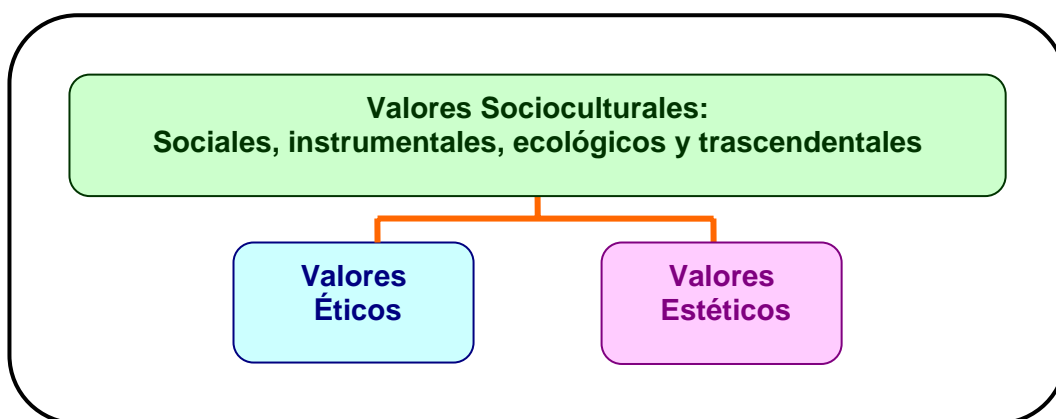 Valores Socioculturales:
Sociales, instrumentales, ecológicos y trascendentales
Valores
Éticos
Valores
Estéticos